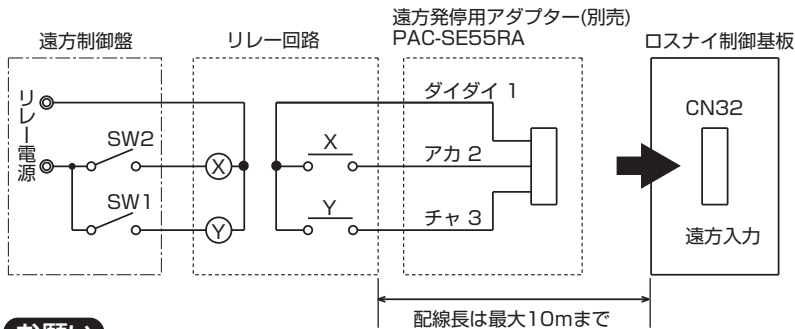 遠方制御盤
リレー回路
遠方発停用アダプター(別売)
PAC-SE55RA
ロスナイ制御基板
リレー電源
SW2
SW1
X
Y
X
Y
ダイダイ 1
アカ 2
チャ 3
CN32
遠方入力
配線長は最大10mまで
お願い